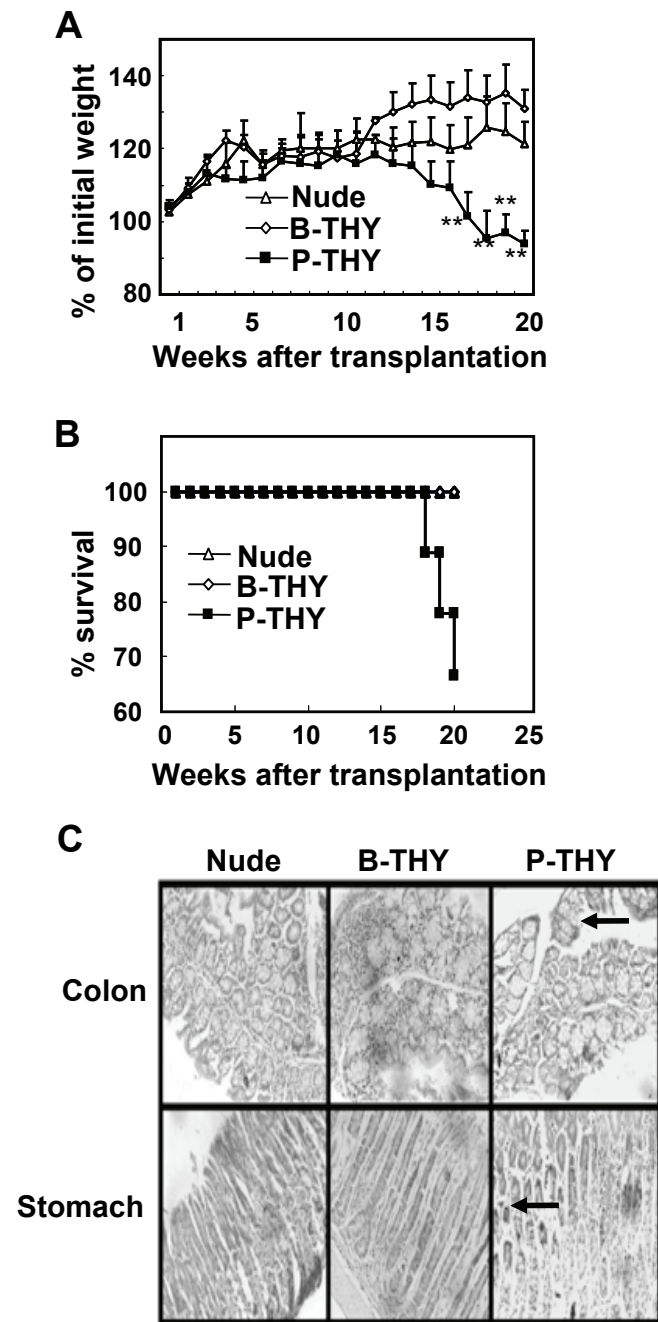 A
% of initial weight
140
120
100
80
Nude
B-THY
P-THY
**
**
**
**
1 5 10 15 20
Weeks after transplantation
B
% survival
100
90
80
70
60
Nude
B-THY
P-THY
0 5 10 15 20 25
Weeks after transplantation
C
Nude B-THY P-THY
Colon
Stomach